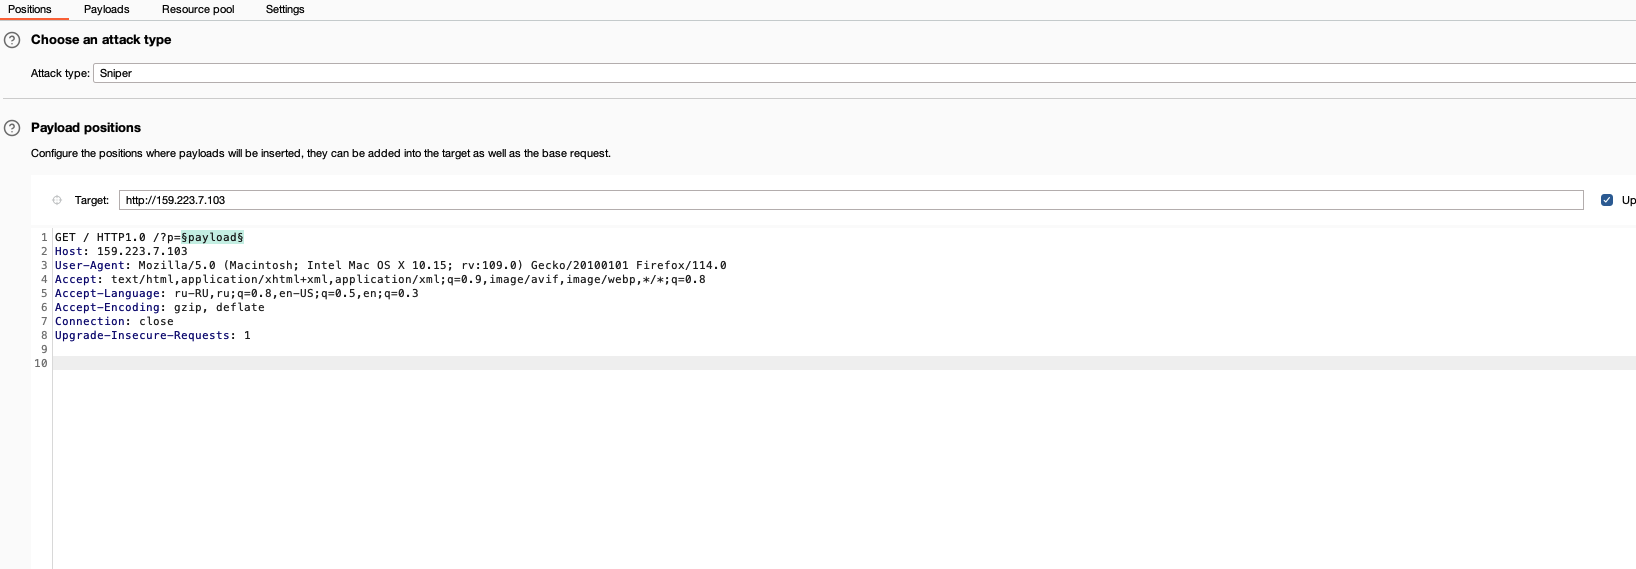 Positions Payloads Resource pool Settings
? Choose an attack type
Attack type: Sniper
? Payload positions
Configure the positions where payloads will be inserted, they can be added into the target as well as the base request.
Target: http://159.223.7.103 Up
1 GET / HTTP1.0 /?p=§payload§
2 Host: 159.223.7.103
3 User-Agent: Mozilla/5.0 (Macintosh; Intel Mac OS X 10.15; rv:109.0) Gecko/20100101 Firefox/114.0
4 Accept: text/html,application/xhtml+xml,application/xml;q=0.9,image/avif,image/webp,*/*;q=0.8
5 Accept-Language: ru-RU,ru;q=0.8,en-US;q=0.5,en;q=0.3
6 Accept-Encoding: gzip, deflate
7 Connection: close
8 Upgrade-Insecure-Requests: 1
9
10